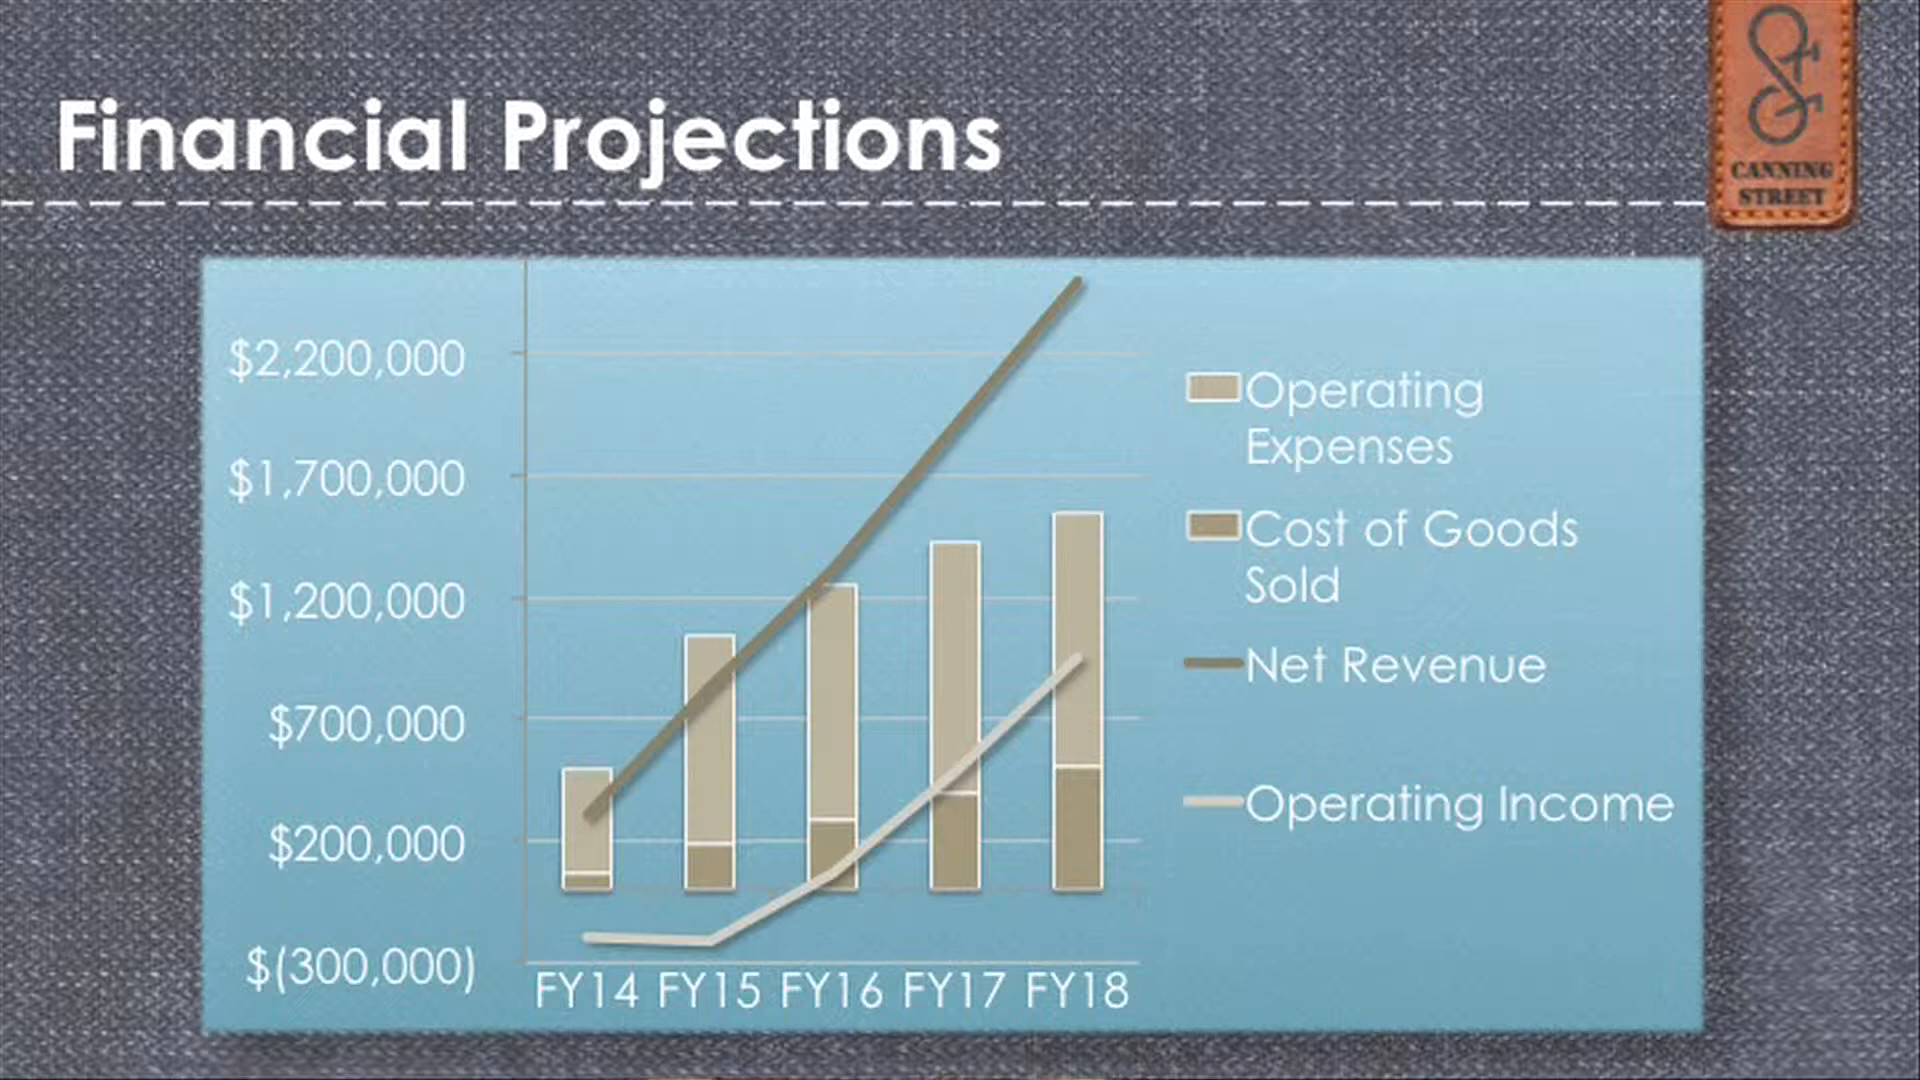 Financial Projections
CANNING
STREET
$2,200,000
$1,700,000
$1,200,000
$700,000
$200,000
$(300,000)
FY14 FY15 FY16 FY17 FY18
Operating
Expenses
Cost of Goods
Sold
Net Revenue
Operating Income